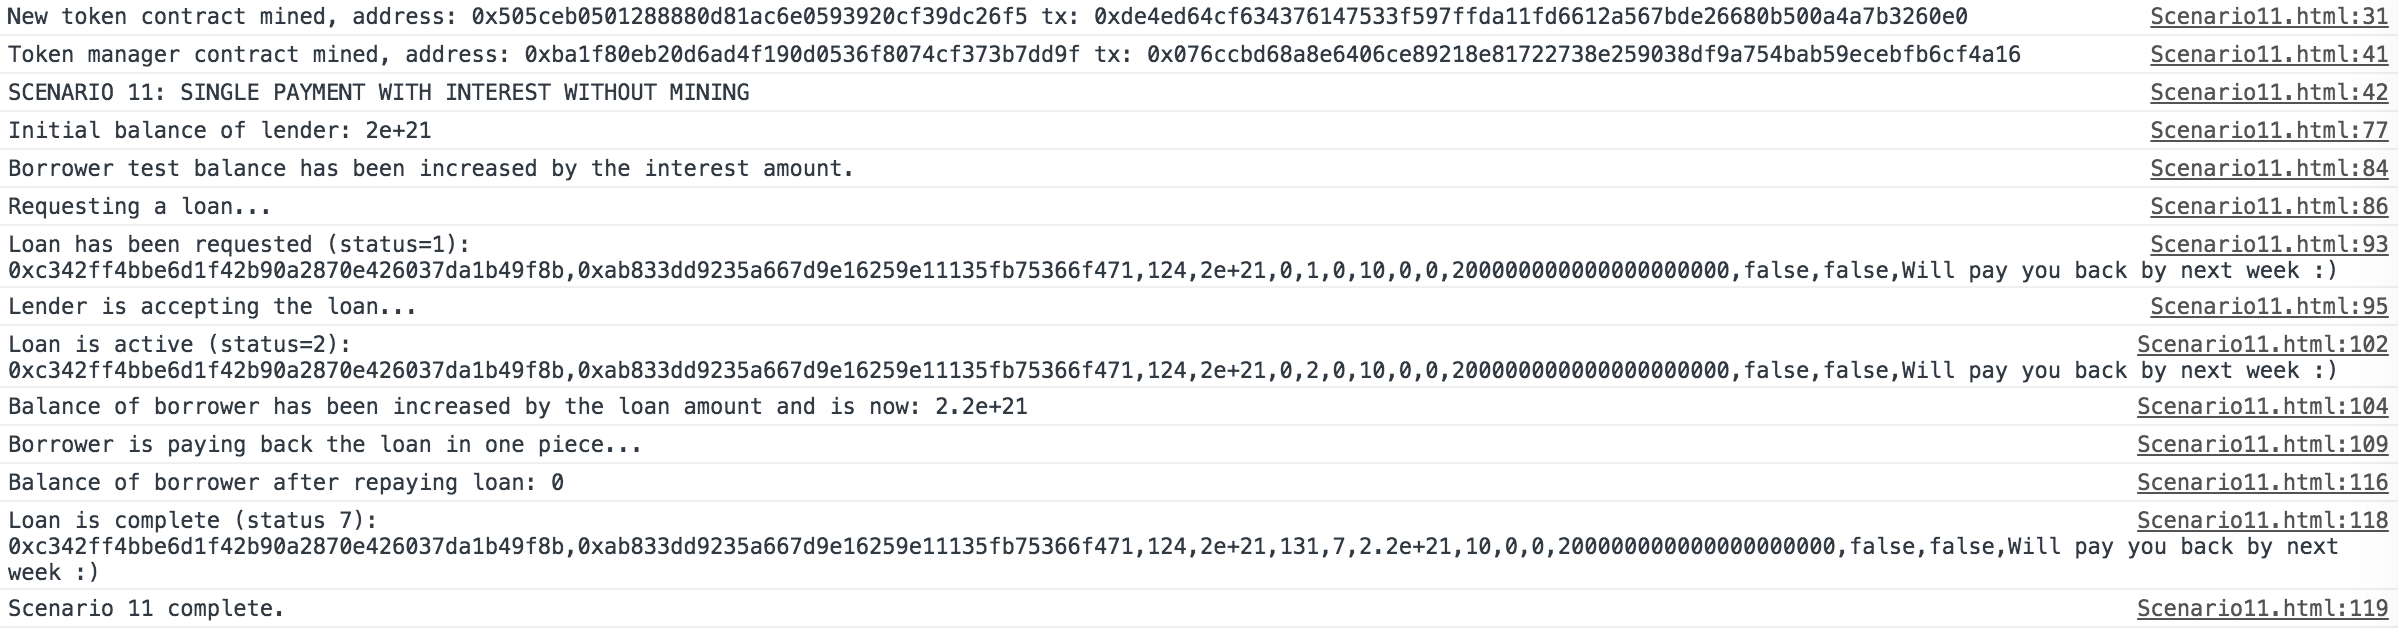 New token contract mined, address: 0x505ceb0501288880d81ac6e0593920cf39dc26f5 tx: 0xde4ed64cf634376147533f597ffda11fd6612a567bde26680b500a4a7b3260e0 Scenario11.html:31
Token manager contract mined, address: 0xba1f80eb20d6ad4f190d0536f8074cf373b7dd9f tx: 0x076ccbd68a8e6406ce89218e81722738e259038df9a754bab59ecebfb6cf4a16 Scenario11.html:41
SCENARIO 11: SINGLE PAYMENT WITH INTEREST WITHOUT MINING Scenario11.html:42
Initial balance of lender: 2e+21 Scenario11.html:77
Borrower test balance has been increased by the interest amount. Scenario11.html:84
Requesting a loan... Scenario11.html:86
Loan has been requested (status=1): Scenario11.html:93
0xc342ff4bbe6d1f42b90a2870e426037da1b49f8b,0xab833dd9235a667d9e16259e11135fb75366f471,124,2e+21,0,1,0,10,0,0,200000000000000000000,false,false,Will pay you back by next week :)
Lender is accepting the loan... Scenario11.html:95
Loan is active (status=2): Scenario11.html:102
0xc342ff4bbe6d1f42b90a2870e426037da1b49f8b,0xab833dd9235a667d9e16259e11135fb75366f471,124,2e+21,0,2,0,10,0,0,200000000000000000000,false,false,Will pay you back by next week :)
Balance of borrower has been increased by the loan amount and is now: 2.2e+21 Scenario11.html:104
Borrower is paying back the loan in one piece... Scenario11.html:109
Balance of borrower after repaying loan: 0 Scenario11.html:116
Loan is complete (status 7): Scenario11.html:118
0xc342ff4bbe6d1f42b90a2870e426037da1b49f8b,0xab833dd9235a667d9e16259e11135fb75366f471,124,2e+21,131,7,2.2e+21,10,0,0,200000000000000000000,false,false,Will pay you back by next
week :)
Scenario 11 complete. Scenario11.html:119